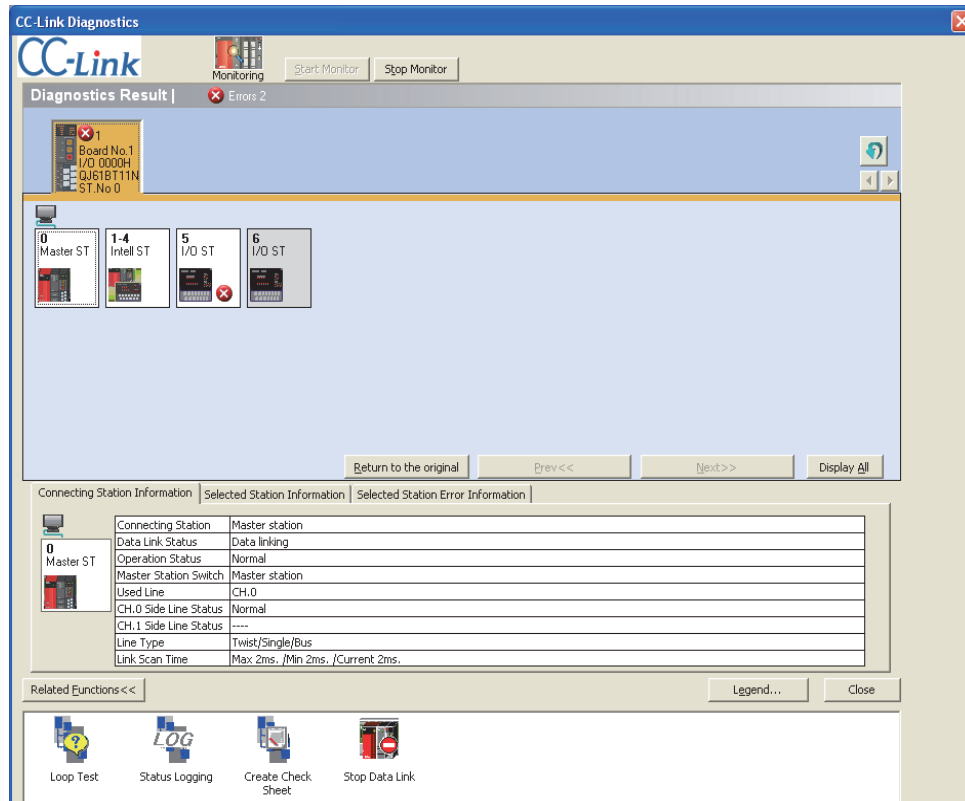 CC-Link Diagnostics
CC-Link
Monitoring
Start Monitor
Stop Monitor
Diagnostics Result |
Errors 2
1
Board No.1
I/O 0000H
QJ61BT11N
ST.No 0
0
Master ST
1-4
Intell ST
5
I/O ST
6
I/O ST
Return to the original
Prev<<
Next>>
Display All
Connecting Station Information
Selected Station Information
Selected Station Error Information
0
Master ST
Connecting Station Master station
Data Link Status Data linking
Operation Status Normal
Master Station Switch Master station
Used Line CH.0
CH.0 Side Line Status Normal
CH.1 Side Line Status ----
Line Type Twist/Single/Bus
Link Scan Time Max 2ms. /Min 2ms. /Current 2ms.
Related Functions<<
Legend...
Close
LOG
Loop Test
Status Logging
Create Check
Sheet
Stop Data Link